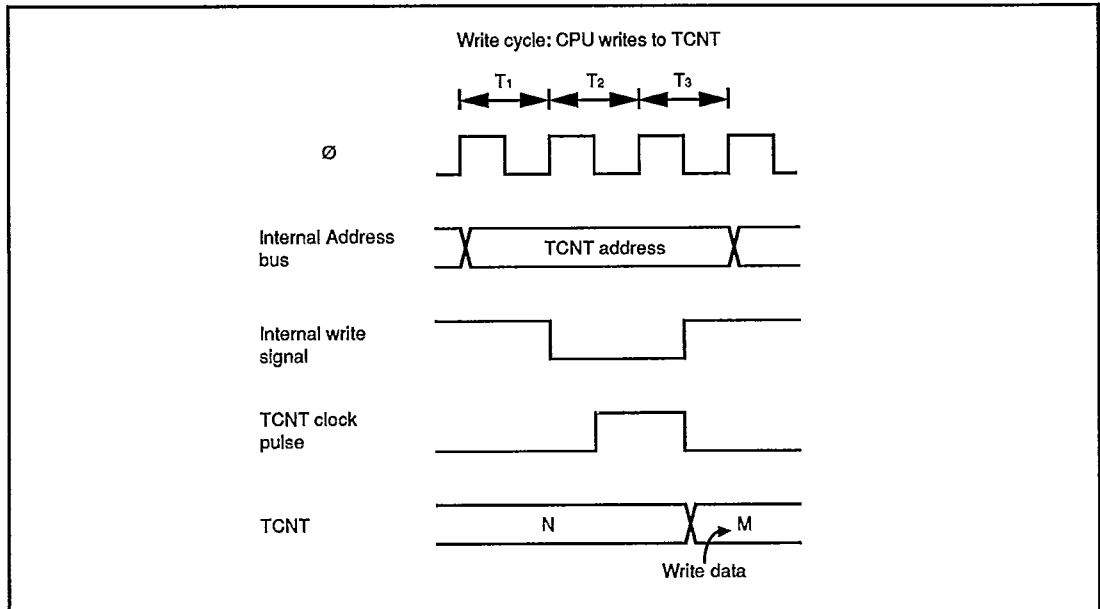 Write cycle: CPU writes to TCNT
T1 T2 T3
Ø
Internal Address
bus
TCNT address
Internal write
signal
TCNT clock
pulse
TCNT
N
M
Write data